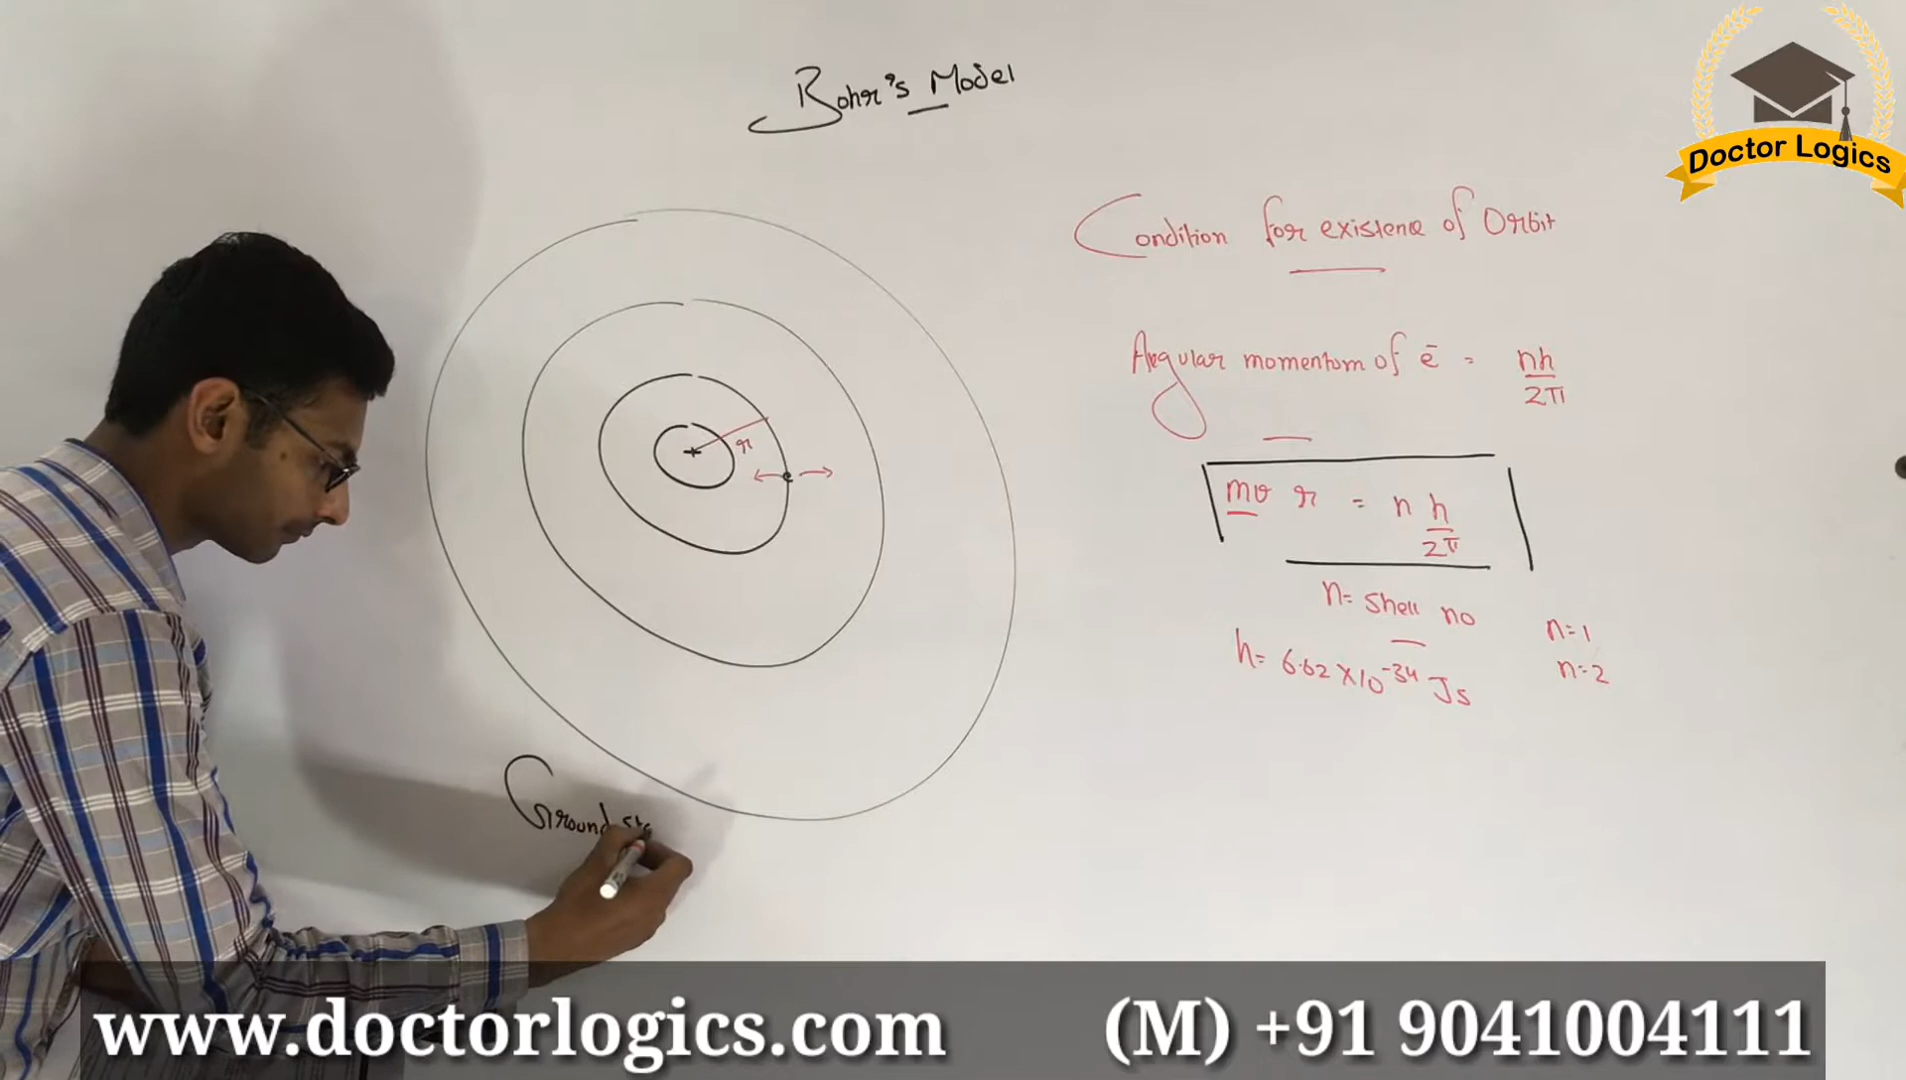 Bohr's Model
Doctor Logics
Condition for existence of Orbit
Angular momentum of e̅ = nh
2π
r
mv r = n h
2π
n= shell no
n=1
h= 6.62 X10⁻³⁴ Js
n=2
Ground sta
www.doctorlogics.com (M) +91 9041004111